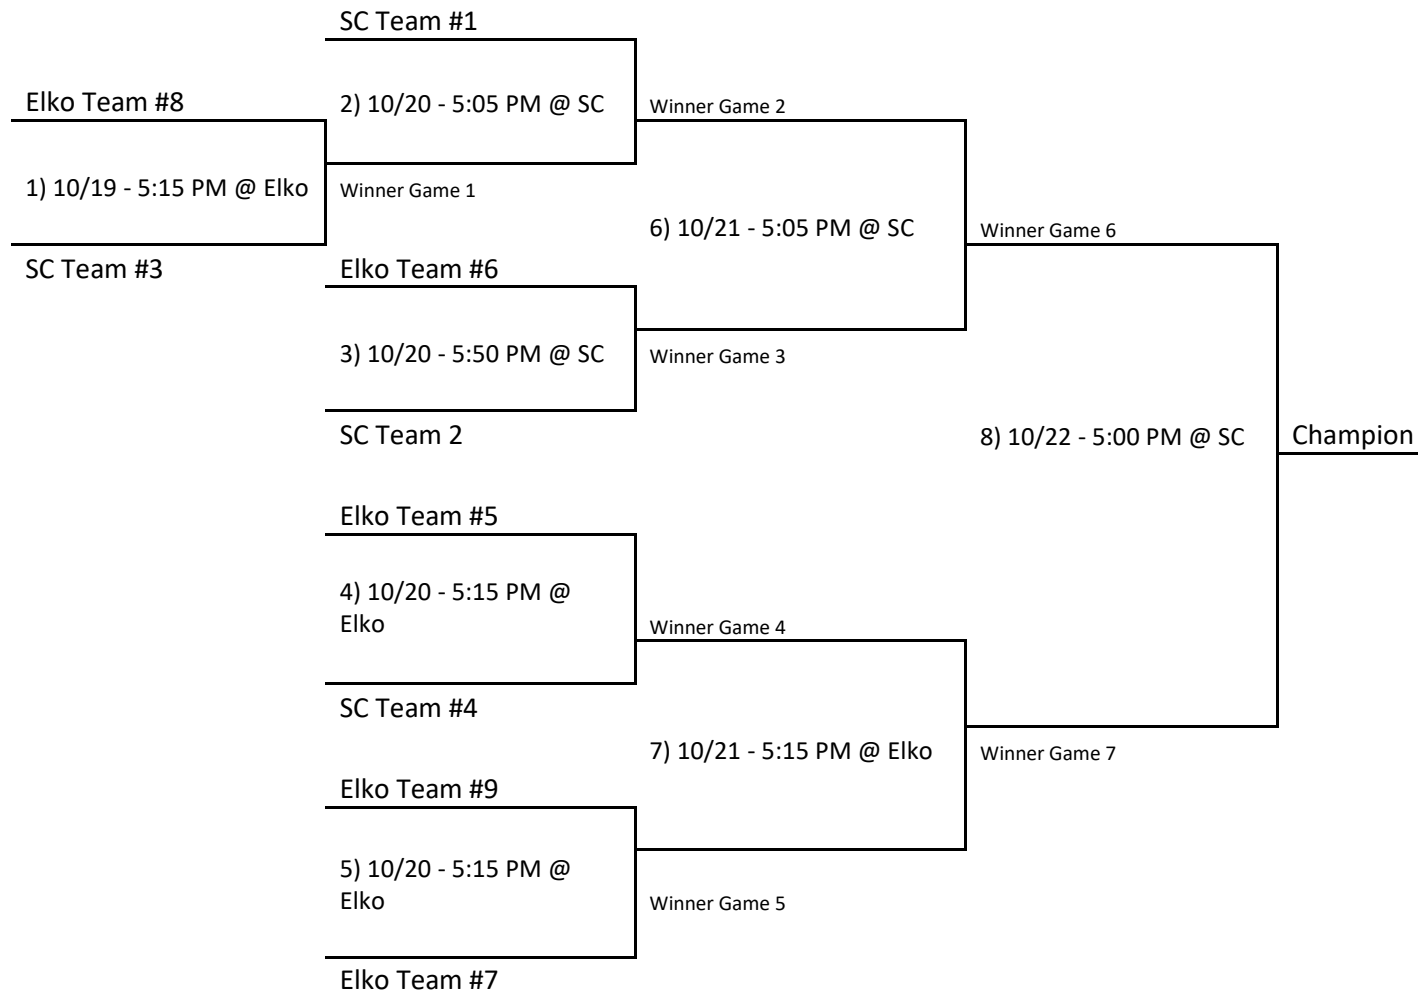 SC Team #1
Elko Team #8
2) 10/20 - 5:05 PM @ SC
Winner Game 2
1) 10/19 - 5:15 PM @ Elko
Winner Game 1
6) 10/21 - 5:05 PM @ SC
Winner Game 6
SC Team #3
Elko Team #6
3) 10/20 - 5:50 PM @ SC
Winner Game 3
SC Team 2
8) 10/22 - 5:00 PM @ SC
Champion
Elko Team #5
4) 10/20 - 5:15 PM @
Elko
Winner Game 4
SC Team #4
7) 10/21 - 5:15 PM @ Elko
Winner Game 7
Elko Team #9
5) 10/20 - 5:15 PM @
Elko
Winner Game 5
Elko Team #7